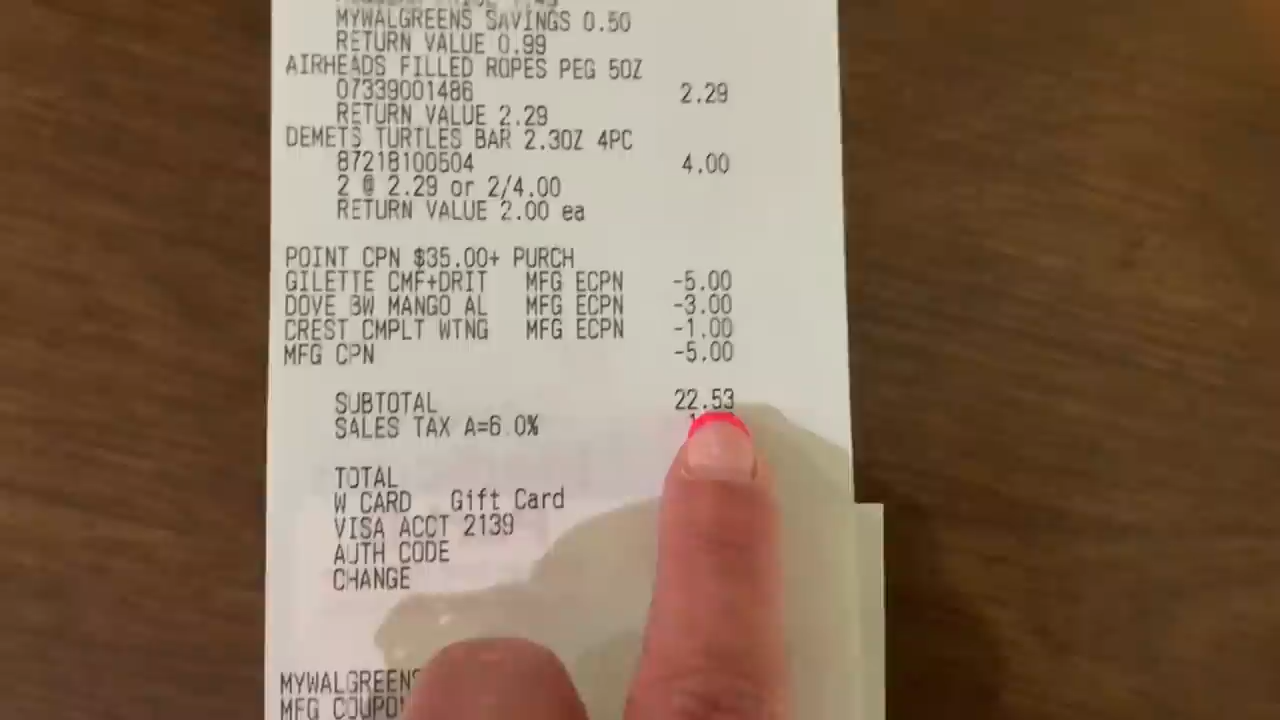 MYWALGREENS SAVINGS 0.50
RETURN VALUE 0.99
AIRHEADS FILLED ROPES PEG 5OZ
07339001486 2.29
RETURN VALUE 2.29
DEMETS TURTLES BAR 2.3OZ 4PC
87218100504 4.00
2 @ 2.29 or 2/4.00
RETURN VALUE 2.00 ea
POINT CPN $35.00+ PURCH
GILETTE CMF+DRIT MFG ECPN -5.00
DOVE BW MANGO AL MFG ECPN -3.00
CREST CMPLT WTNG MFG ECPN -1.00
MFG CPN -5.00
SUBTOTAL 22.53
SALES TAX A=6.0%
TOTAL
W CARD Gift Card
VISA ACCT 2139
AUTH CODE
CHANGE
MYWALGREENS
MFG COUPO